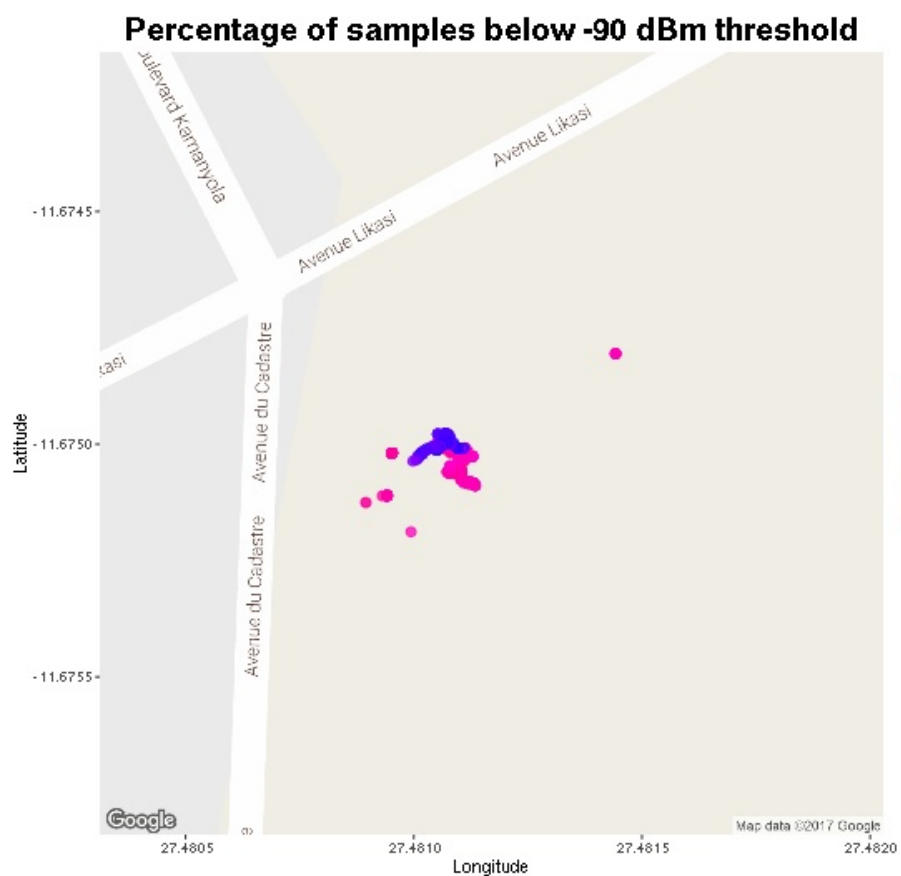 Percentage of samples below -90 dBm threshold
oulevard Kamanyola
Avenue Likasi
-11.6745
Avenue Likasi
Avenue du Cadastre
kasi
Latitude
-11.6750
Avenue du Cadastre
-11.6755
Google
e
Map data ©2017 Google
27.4805
27.4810
27.4815
27.4820
Longitude